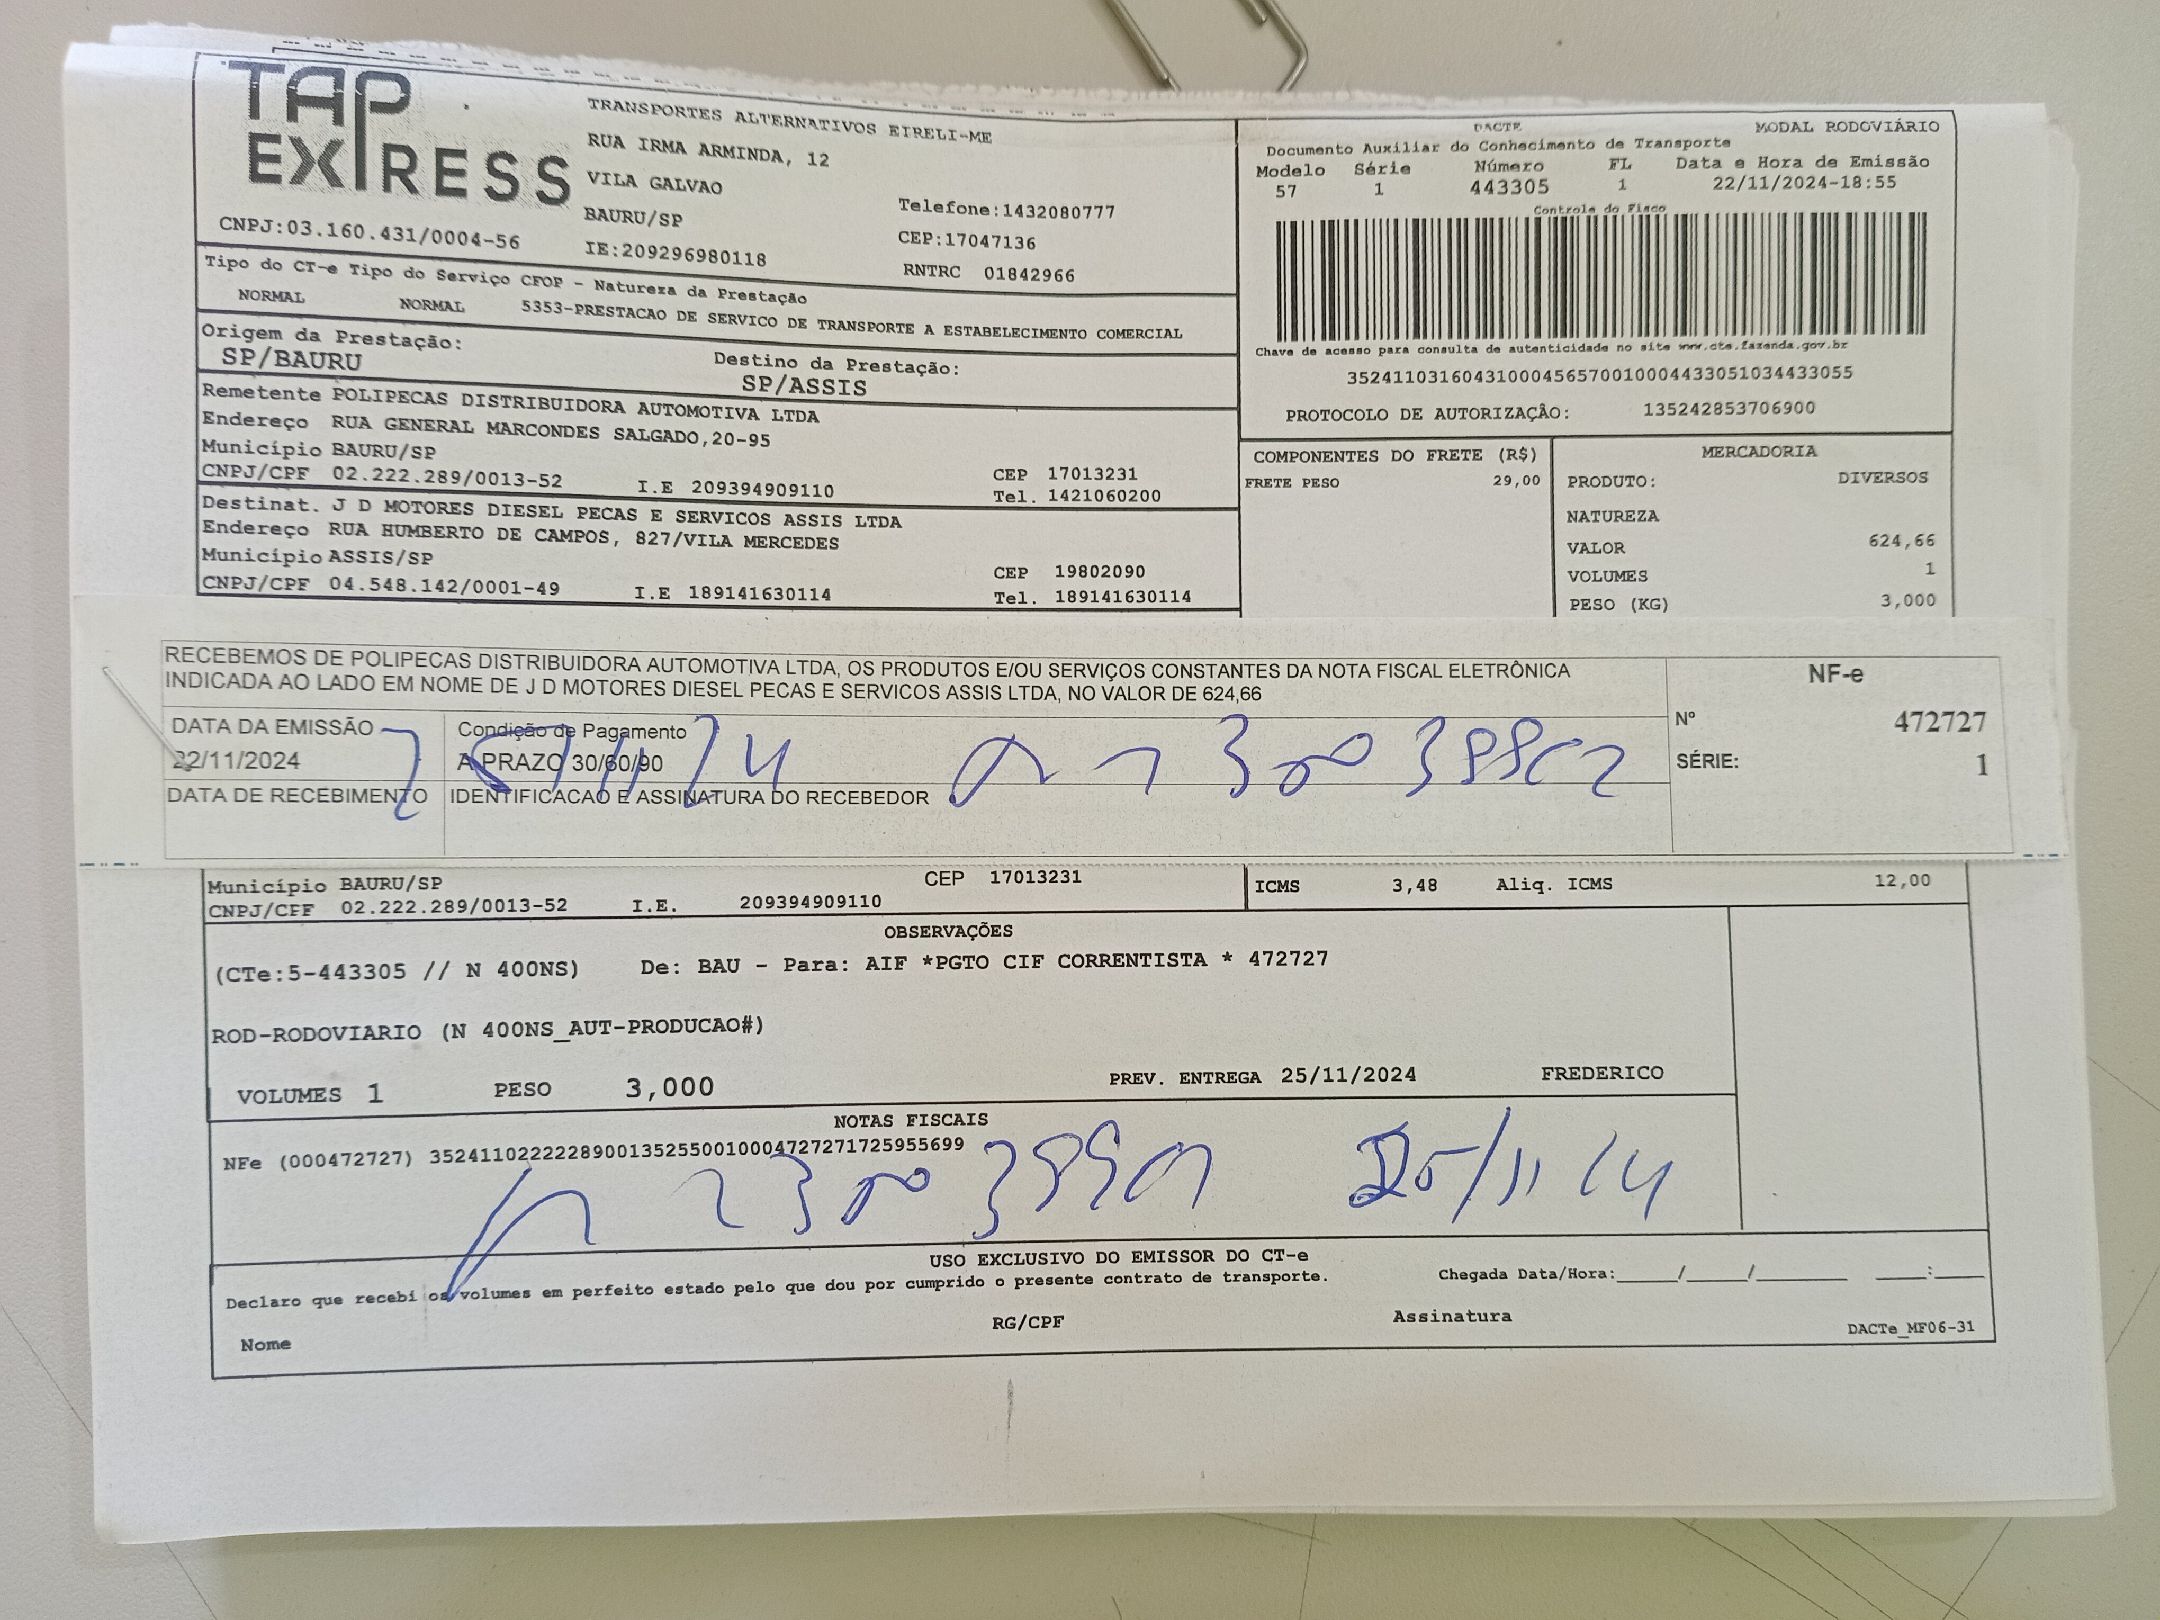 TAP EXPRESS
TRANSPORTES ALTERNATIVOS EIRELI-ME
RUA IRMA ARMINDA, 12
VILA GALVAO
BAURU/SP
Telefone:1432080777
CNPJ:03.160.431/0004-56
IE:209296980118
CEP:17047136
RNTRC 01842966
DACTE MODAL RODOVIÁRIO
Documento Auxiliar do Conhecimento de Transporte
Modelo Série Número FL Data e Hora de Emissão
57 1 443305 1 22/11/2024-18:55
Controle do Fisco
Chave de acesso para consulta de autenticidade no site www.cte.fazenda.gov.br
35241103160431000456570010004433051034433055
PROTOCOLO DE AUTORIZAÇÃO: 135242853706900
Tipo do CT-e Tipo do Serviço CFOP - Natureza da Prestação
NORMAL NORMAL 5353-PRESTACAO DE SERVICO DE TRANSPORTE A ESTABELECIMENTO COMERCIAL
Origem da Prestação: Destino da Prestação:
SP/BAURU SP/ASSIS
Remetente POLIPECAS DISTRIBUIDORA AUTOMOTIVA LTDA
Endereço RUA GENERAL MARCONDES SALGADO,20-95
Município BAURU/SP CEP 17013231
CNPJ/CPF 02.222.289/0013-52 I.E 209394909110 Tel. 1421060200
Destinat. J D MOTORES DIESEL PECAS E SERVICOS ASSIS LTDA
Endereço RUA HUMBERTO DE CAMPOS, 827/VILA MERCEDES
Município ASSIS/SP CEP 19802090
CNPJ/CPF 04.548.142/0001-49 I.E 189141630114 Tel. 189141630114
COMPONENTES DO FRETE (R$)
FRETE PESO 29,00
MERCADORIA
PRODUTO: DIVERSOS
NATUREZA
VALOR 624,66
VOLUMES 1
PESO (KG) 3,000
RECEBEMOS DE POLIPECAS DISTRIBUIDORA AUTOMOTIVA LTDA, OS PRODUTOS E/OU SERVIÇOS CONSTANTES DA NOTA FISCAL ELETRÔNICA
INDICADA AO LADO EM NOME DE J D MOTORES DIESEL PECAS E SERVICOS ASSIS LTDA, NO VALOR DE 624,66
NF-e
Nº 472727
SÉRIE: 1
DATA DA EMISSÃO Condição de Pagamento
22/11/2024 A PRAZO 30/60/90
DATA DE RECEBIMENTO IDENTIFICACAO E ASSINATURA DO RECEBEDOR
Município BAURU/SP CEP 17013231
CNPJ/CPF 02.222.289/0013-52 I.E. 209394909110
ICMS 3,48 Aliq. ICMS 12,00
OBSERVAÇÕES
(CTe:5-443305 // N 400NS) De: BAU - Para: AIF *PGTO CIF CORRENTISTA * 472727
ROD-RODOVIARIO (N 400NS_AUT-PRODUCAO#)
VOLUMES 1 PESO 3,000 PREV. ENTREGA 25/11/2024 FREDERICO
NOTAS FISCAIS
NFe (000472727) 35241102222289001352550010004727271725955699
25/11/24
USO EXCLUSIVO DO EMISSOR DO CT-e
Declaro que recebi os volumes em perfeito estado pelo que dou por cumprido o presente contrato de transporte.
Chegada Data/Hora:_____/_____/_______ ____:____
Nome RG/CPF Assinatura
DACTe_MF06-31